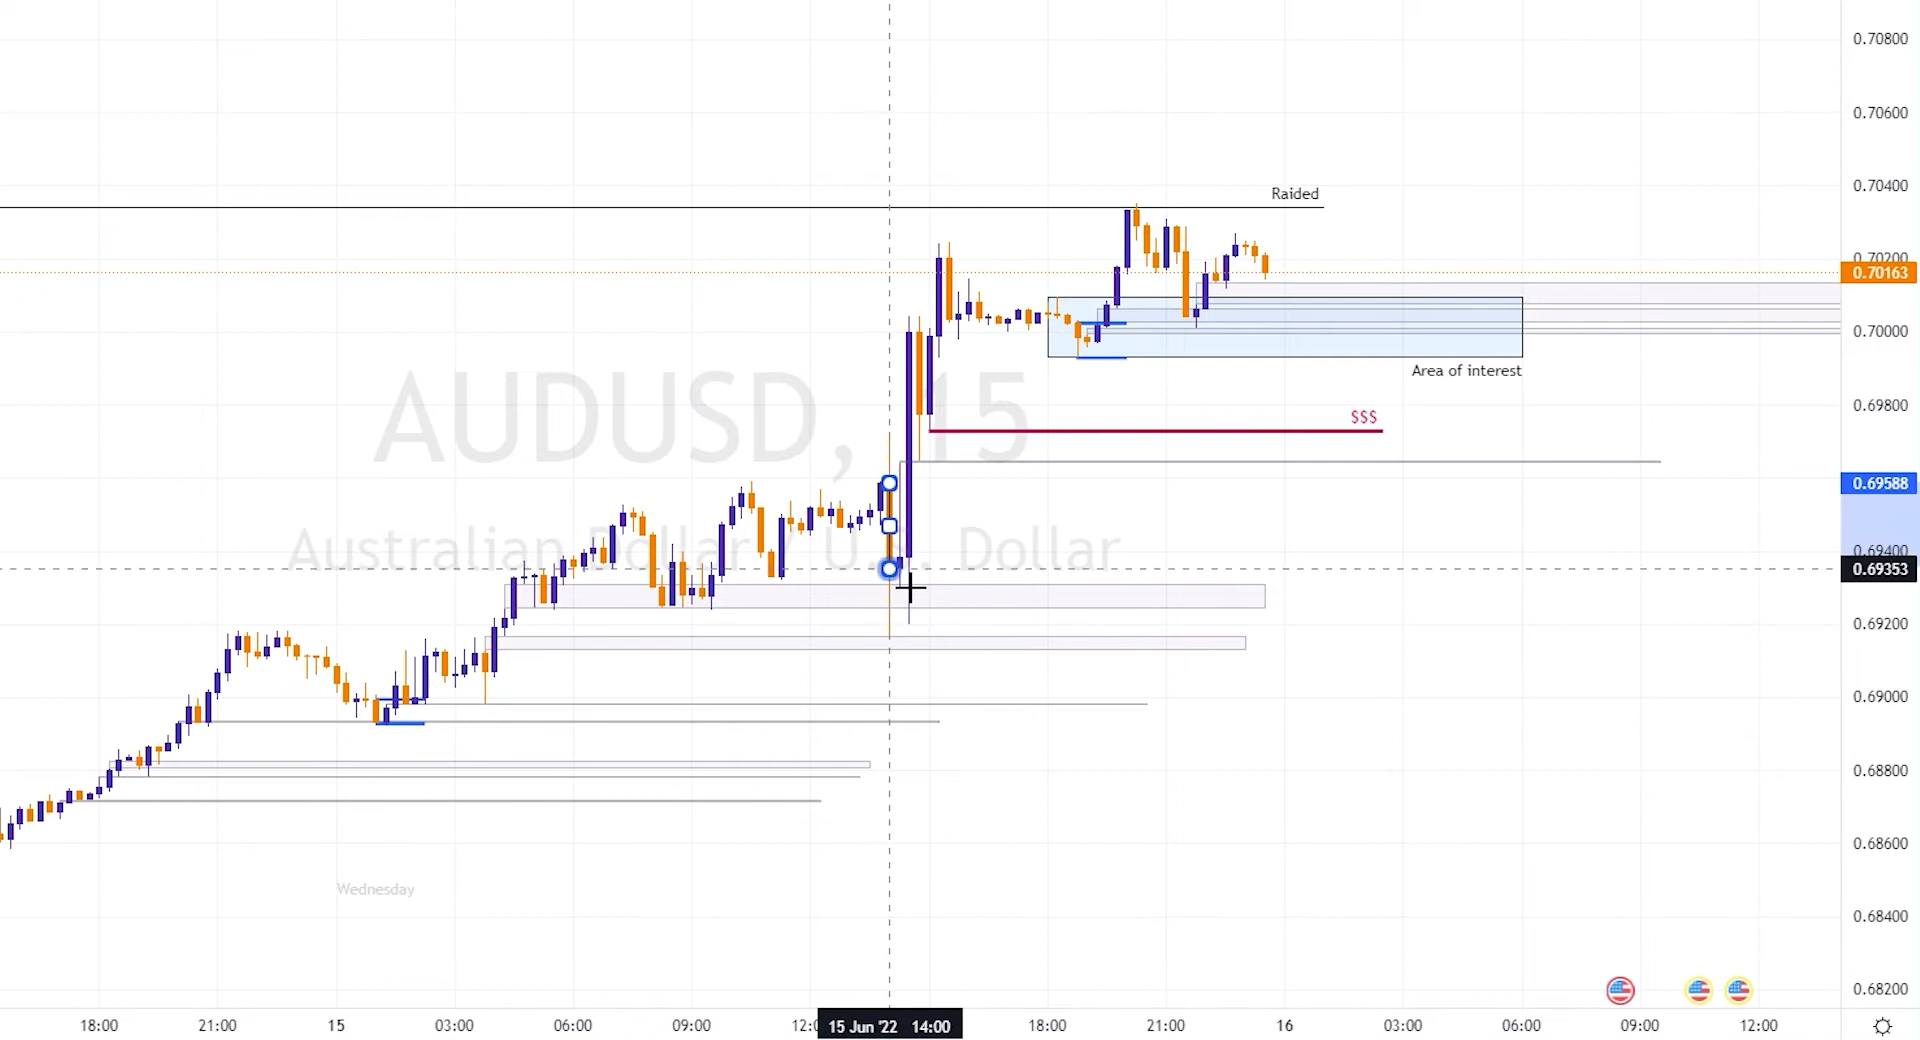 0.70800
0.70600
0.70400
Raided
0.70200
0.70163
0.70000
Area of interest
0.69800
$$$
AUDUSD, 15
0.69588
Australian Dollar / U.S. Dollar
0.69400
0.69353
0.69200
0.69000
0.68800
0.68600
Wednesday
0.68400
0.68200
18:00 21:00 15 03:00 06:00 09:00 15 Jun '22 14:00 18:00 21:00 16 03:00 06:00 09:00 12:00